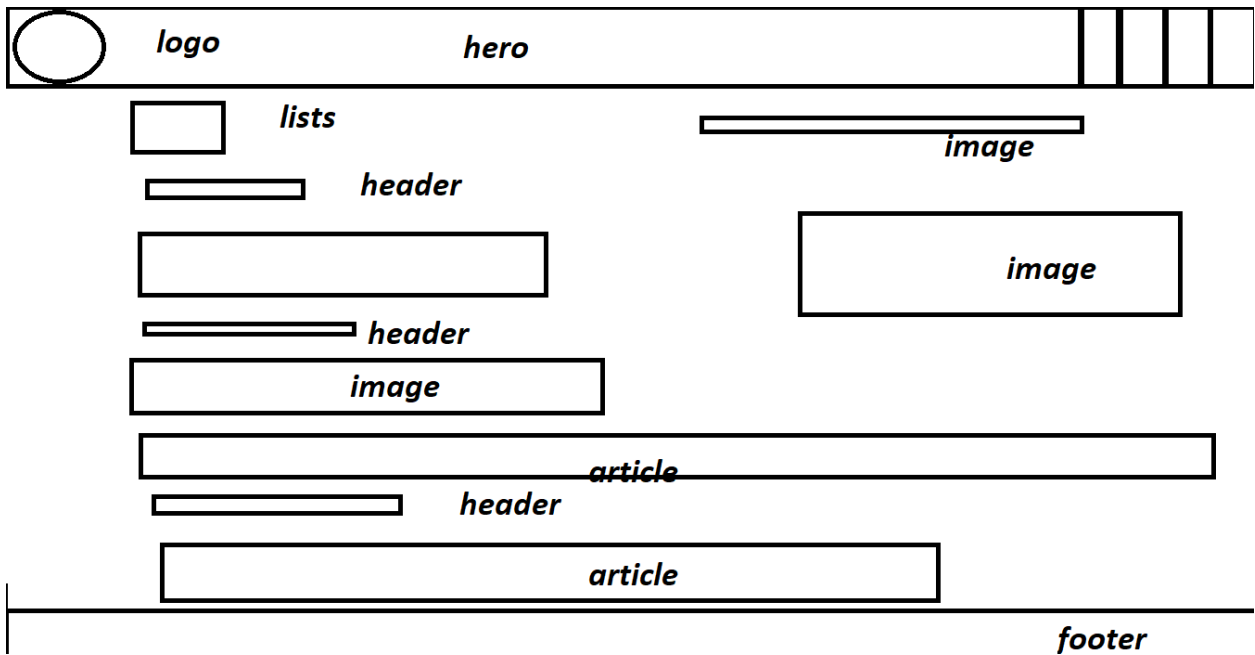 logo
hero
lists
image
header
image
header
image
article
header
article
footer